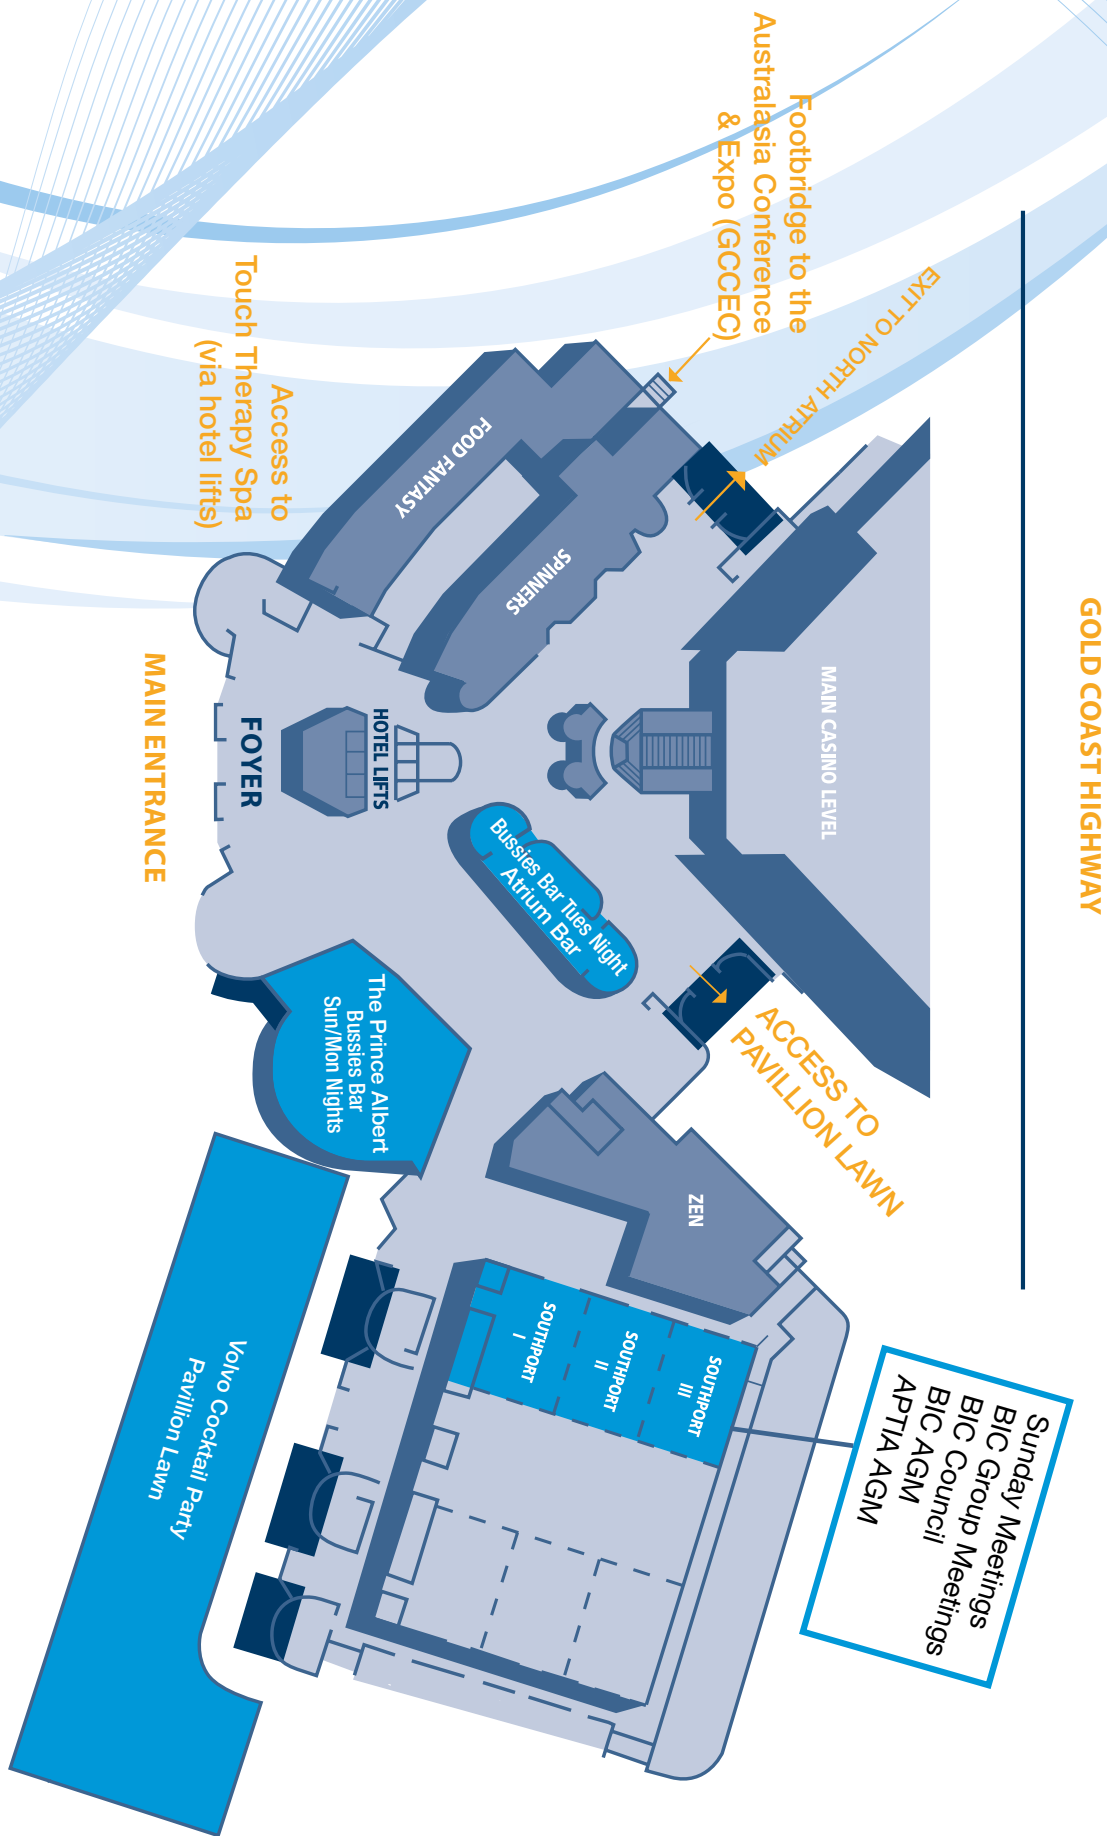 GOLD COAST HIGHWAY
Footbridge to the
Australasia Conference
& Expo (GCCEC)
EXIT TO NORTH ATRIUM
MAIN CASINO LEVEL
ACCESS TO
PAVILLION LAWN
Sunday Meetings
BIC Group Meetings
BIC Council
BIC AGM
APTIA AGM
FOOD FANTASY
SPINNERS
Bussies Bar Tues Night
Atrium Bar
ZEN
SOUTHPORT
I
SOUTHPORT
II
SOUTHPORT
III
HOTEL LIFTS
FOYER
The Prince Albert
Bussies Bar
Sun/Mon Nights
Access to
Touch Therapy Spa
(via hotel lifts)
MAIN ENTRANCE
Volvo Cocktail Party
Pavillion Lawn